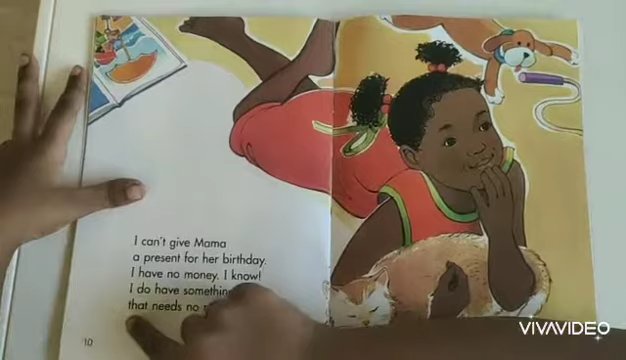 I can't give Mama
a present for her birthday.
I have no money. I know!
I do have something
that needs no
10
VIVAVIDEO